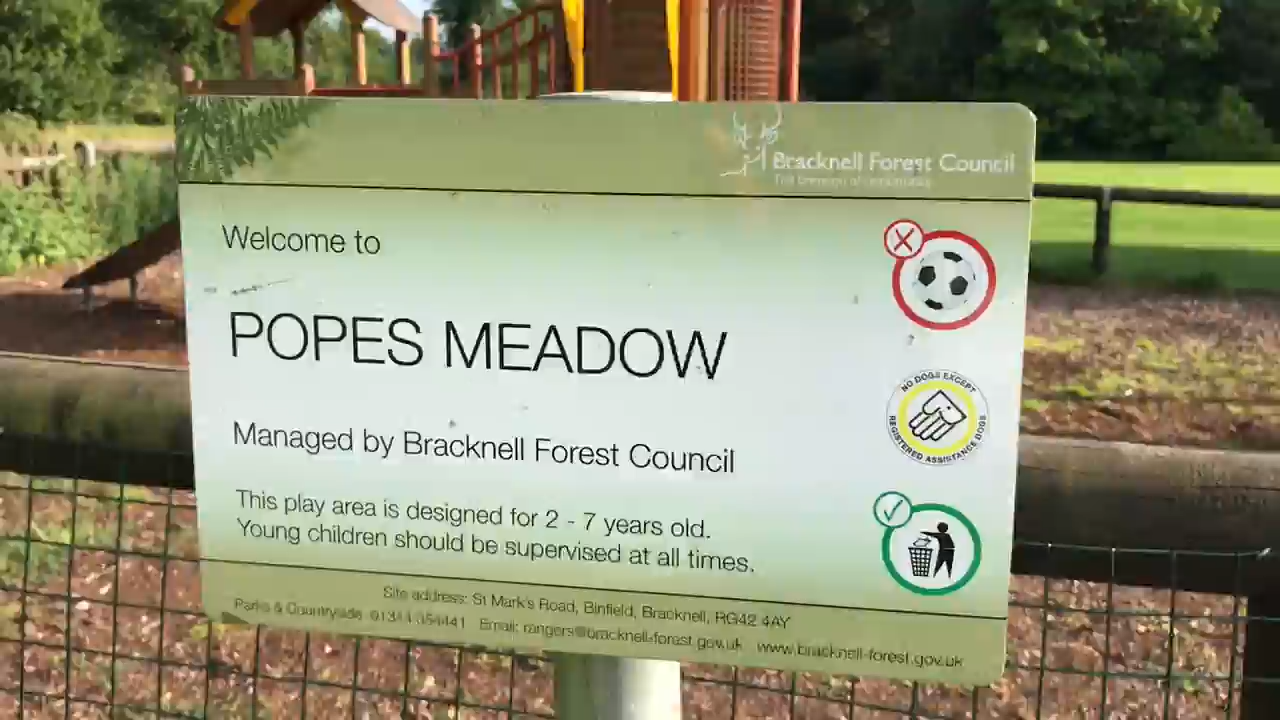 Bracknell Forest Council
Welcome to
POPES MEADOW
NO DOGS EXCEPT
REGISTERED ASSISTANCE DOGS
Managed by Bracknell Forest Council
This play area is designed for 2 - 7 years old.
Young children should be supervised at all times.
Site address: St Mark's Road, Binfield, Bracknell, RG42 4AY
Parks & Countryside 01344 354441 Email: rangers@bracknell-forest.gov.uk www.bracknell-forest.gov.uk